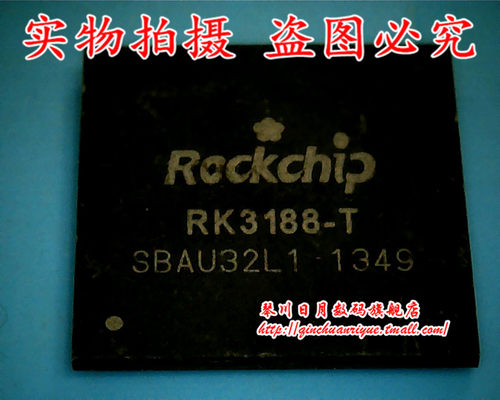 实物拍摄 盗图必究
Rockchip
RK3188-T
SBAU32L1 1349
琴川日月数码旗舰店
http://qinchuanriyue.tmall.com/